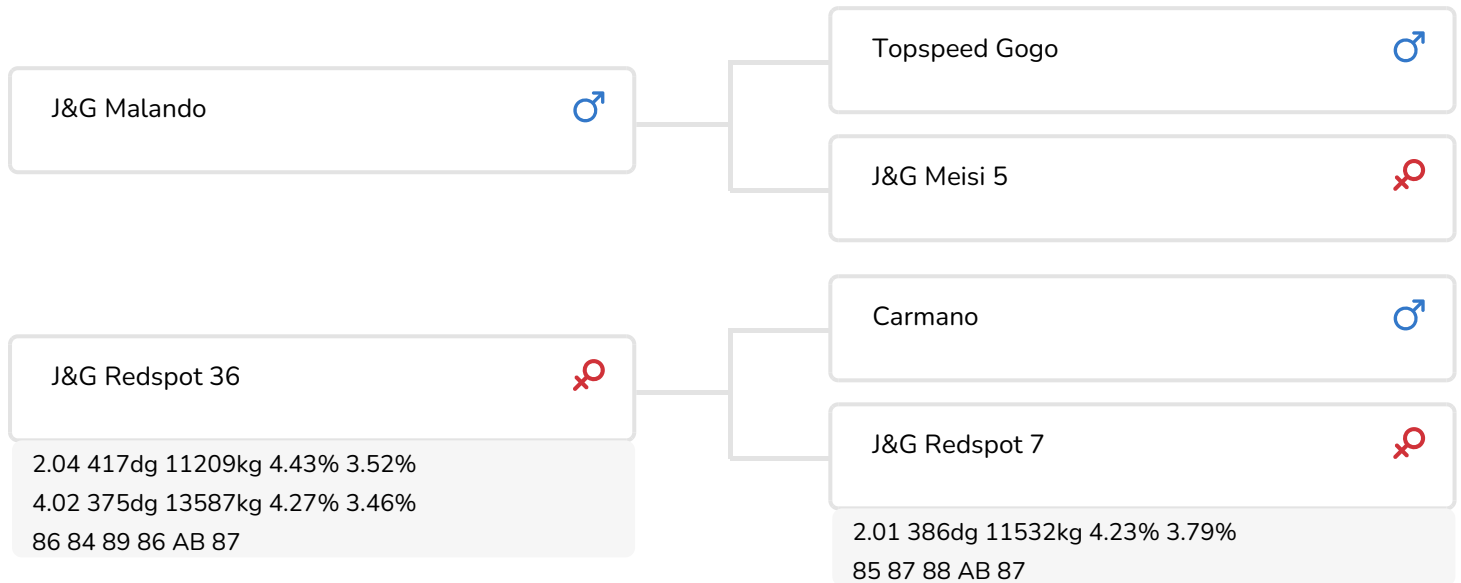 J&G Malando
Topspeed Gogo
J&G Meisi 5
J&G Redspot 36
2.04 417dg 11209kg 4.43% 3.52%
4.02 375dg 13587kg 4.27% 3.46%
86 84 89 86 AB 87
Carmano
J&G Redspot 7
2.01 386dg 11532kg 4.23% 3.79%
85 87 88 AB 87